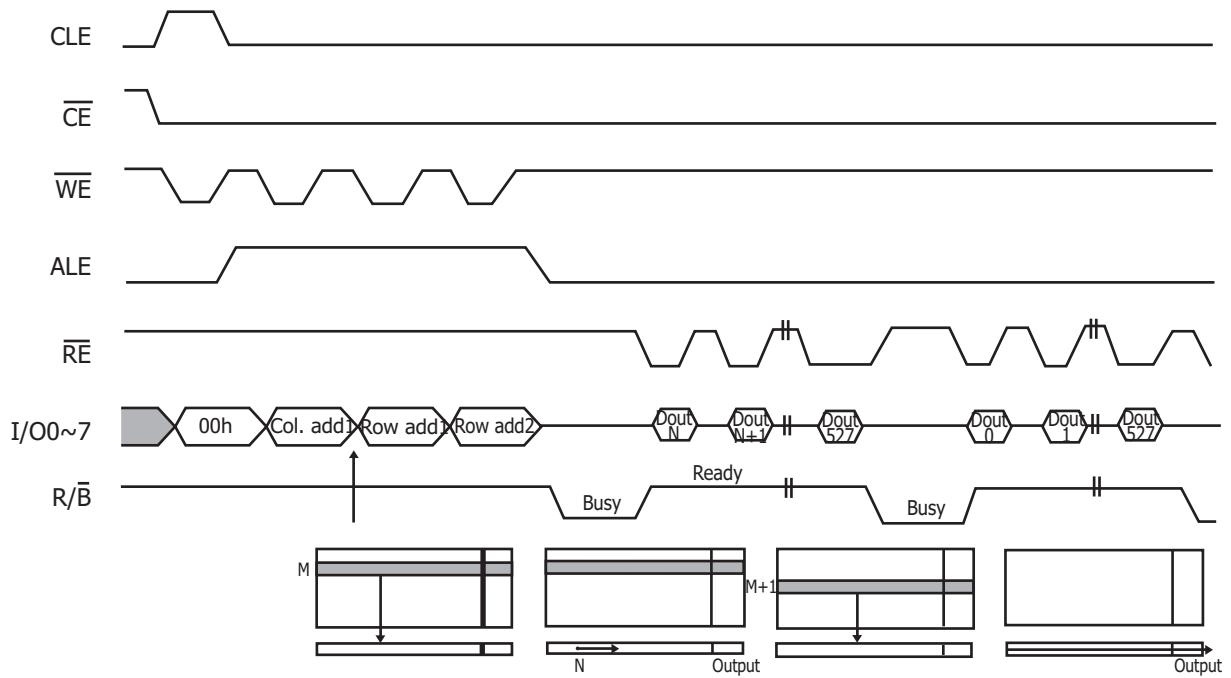 CLE
CE
WE
ALE
RE
I/O0~7
00h
Col. add1
Row add1
Row add2
Dout
N
Dout
N+1
Dout
527
Dout
0
Dout
1
Dout
527
R/B
Busy
Ready
Busy
M
M+1
N
Output
Output